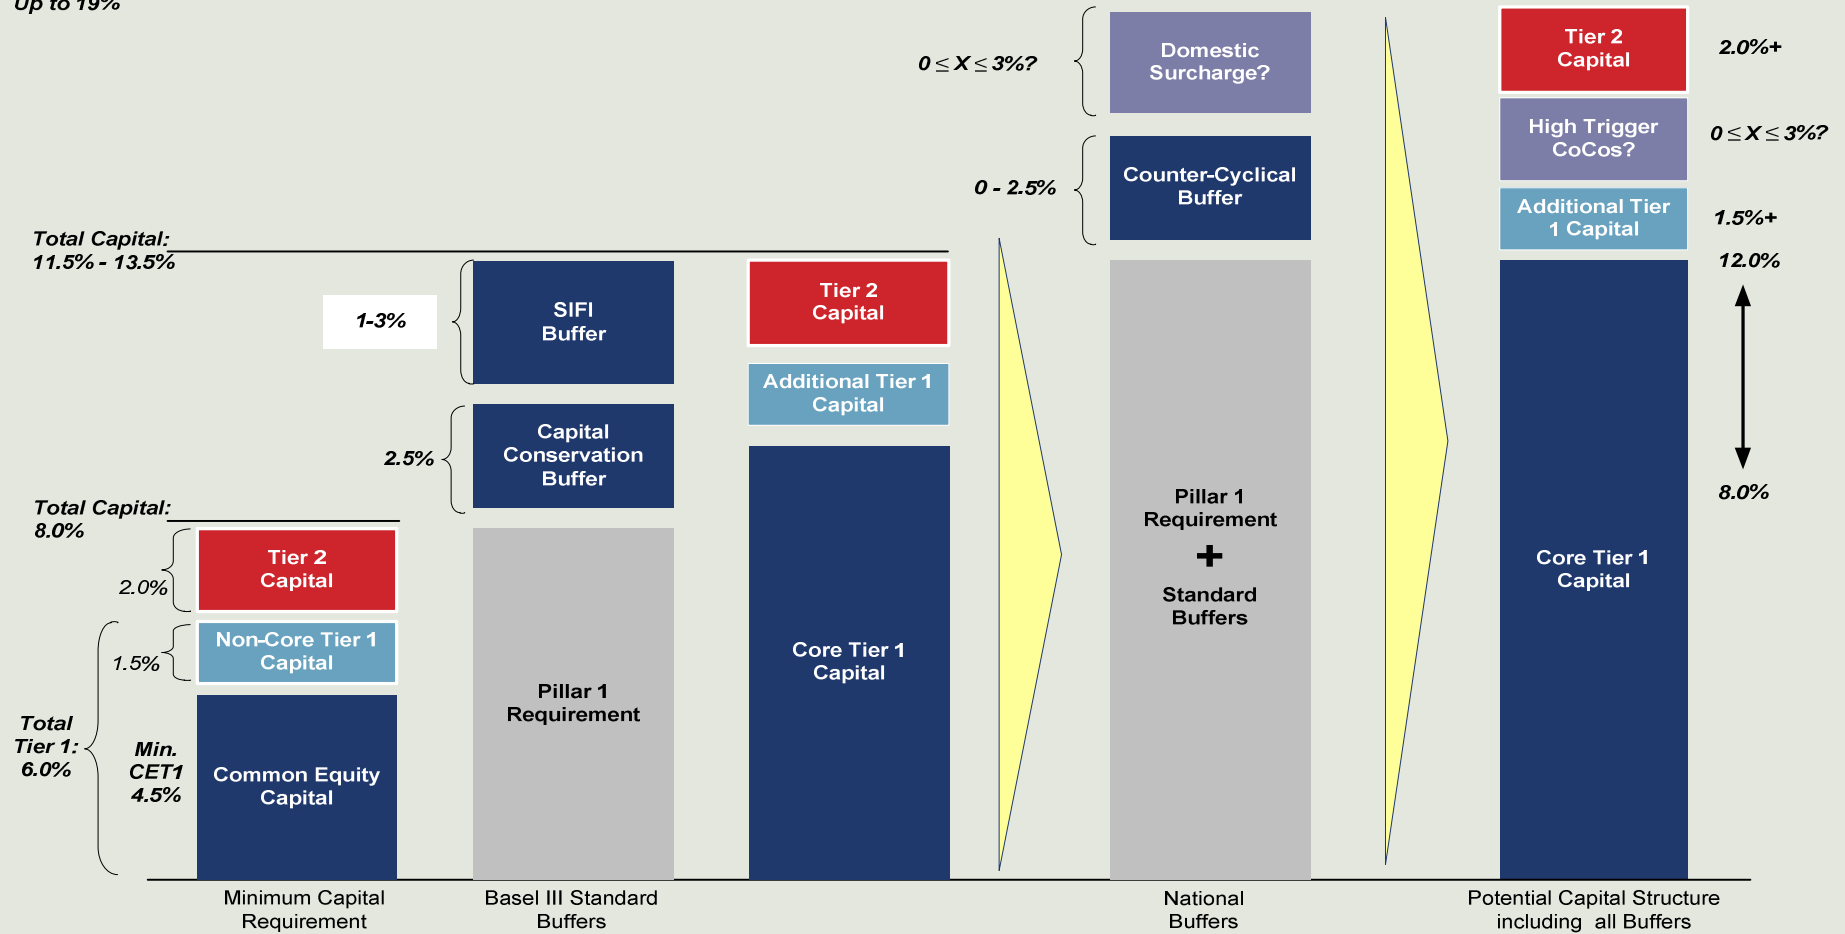 Up to 19%
0 ≤ X ≤ 3%?
Domestic
Surcharge?
Tier 2
Capital
2.0%+
High Trigger
CoCos?
0 ≤ X ≤ 3%?
0 - 2.5%
Counter-Cyclical
Buffer
Additional Tier
1 Capital
1.5%+
Total Capital:
11.5% - 13.5%
12.0%
1-3%
SIFI
Buffer
Tier 2
Capital
Additional Tier 1
Capital
2.5%
Capital
Conservation
Buffer
8.0%
Pillar 1
Requirement
+
Standard
Buffers
Core Tier 1
Capital
Total Capital:
8.0%
2.0%
Tier 2
Capital
1.5%
Non-Core Tier 1
Capital
Core Tier 1
Capital
Pillar 1
Requirement
Total
Tier 1:
6.0%
Min.
CET1
4.5%
Common Equity
Capital
Minimum Capital
Requirement
Basel III Standard
Buffers
National
Buffers
Potential Capital Structure
including all Buffers